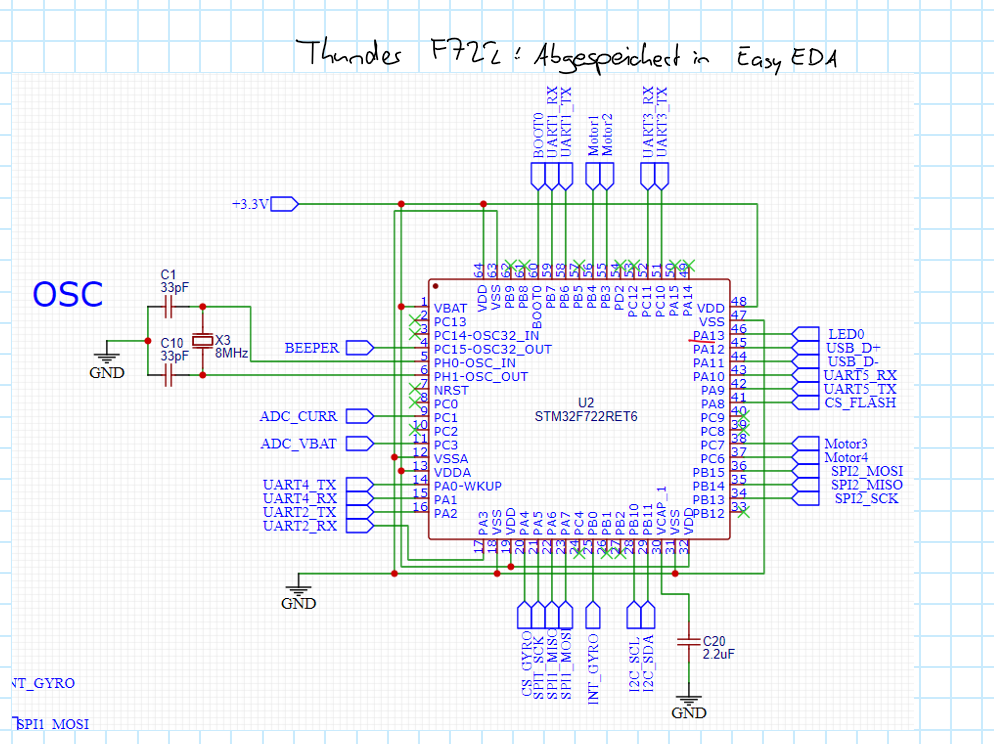 Thunder F722 : Abgespeichert in Easy EDA
BOOT0
UART1_RX
UART1_TX
Motor1
Motor2
UART3_RX
UART3_TX
+3.3V
64 63 62 61 60 59 58 57 56 55 54 53 52 51 50 49
VDD VSS PB9 PB8 BOOT0 PB7 PB6 PB5 PB4 PB3 PD2 PC12 PC11 PC10 PA15 PA14
OSC
C1
33pF
C10
33pF
X3
8MHz
GND
BEEPER
ADC_CURR
ADC_VBAT
UART4_TX
UART4_RX
UART2_TX
UART2_RX
1 VBAT
2 PC13
3 PC14-OSC32_IN
4 PC15-OSC32_OUT
5 PH0-OSC_IN
6 PH1-OSC_OUT
7 NRST
8 PC0
9 PC1
10 PC2
11 PC3
12 VSSA
13 VDDA
14 PA0-WKUP
15 PA1
16 PA2
U2
STM32F722RET6
VDD 48
VSS 47
PA13 46 LED0
PA12 45 USB_D+
PA11 44 USB_D-
PA10 43 UART5_RX
PA9 42 UART5_TX
PA8 41 CS_FLASH
PC9 40
PC8 39
PC7 38 Motor3
PC6 37 Motor4
PB15 36 SPI2_MOSI
PB14 35 SPI2_MISO
PB13 34 SPI2_SCK
PB12 33
PA3 VSS VDD PA4 PA5 PA6 PA7 PC4 PB0 PB1 PB2 PB10 PB11 VCAP_1 VSS VDD
17 18 19 20 21 22 23 24 25 26 27 28 29 30 31 32
GND
CS_GYRO
SPI1_SCK
SPI1_MISO
SPI1_MOSI
INT_GYRO
I2C_SCL
I2C_SDA
C20
2.2uF
GND
NT_GYRO
SPI1_MOSI